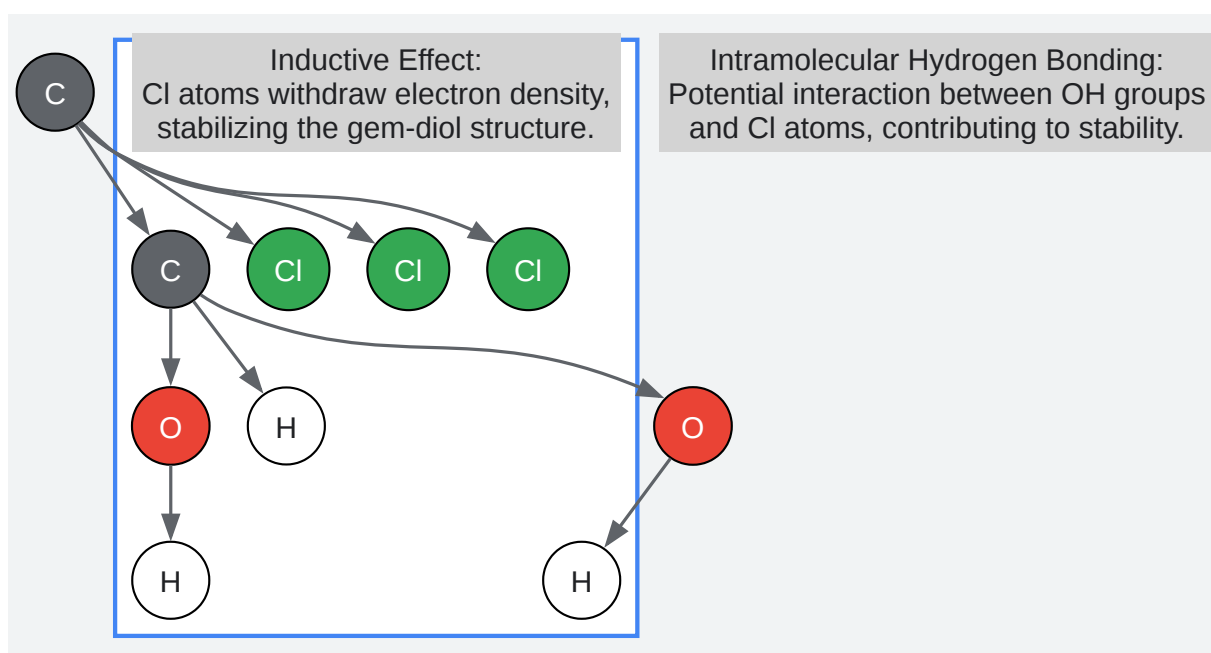 Inductive Effect:
Cl atoms withdraw electron density,
stabilizing the gem-diol structure.
Intramolecular Hydrogen Bonding:
Potential interaction between OH groups
and Cl atoms, contributing to stability.
C
C
Cl
Cl
Cl
O
H
O
H
H